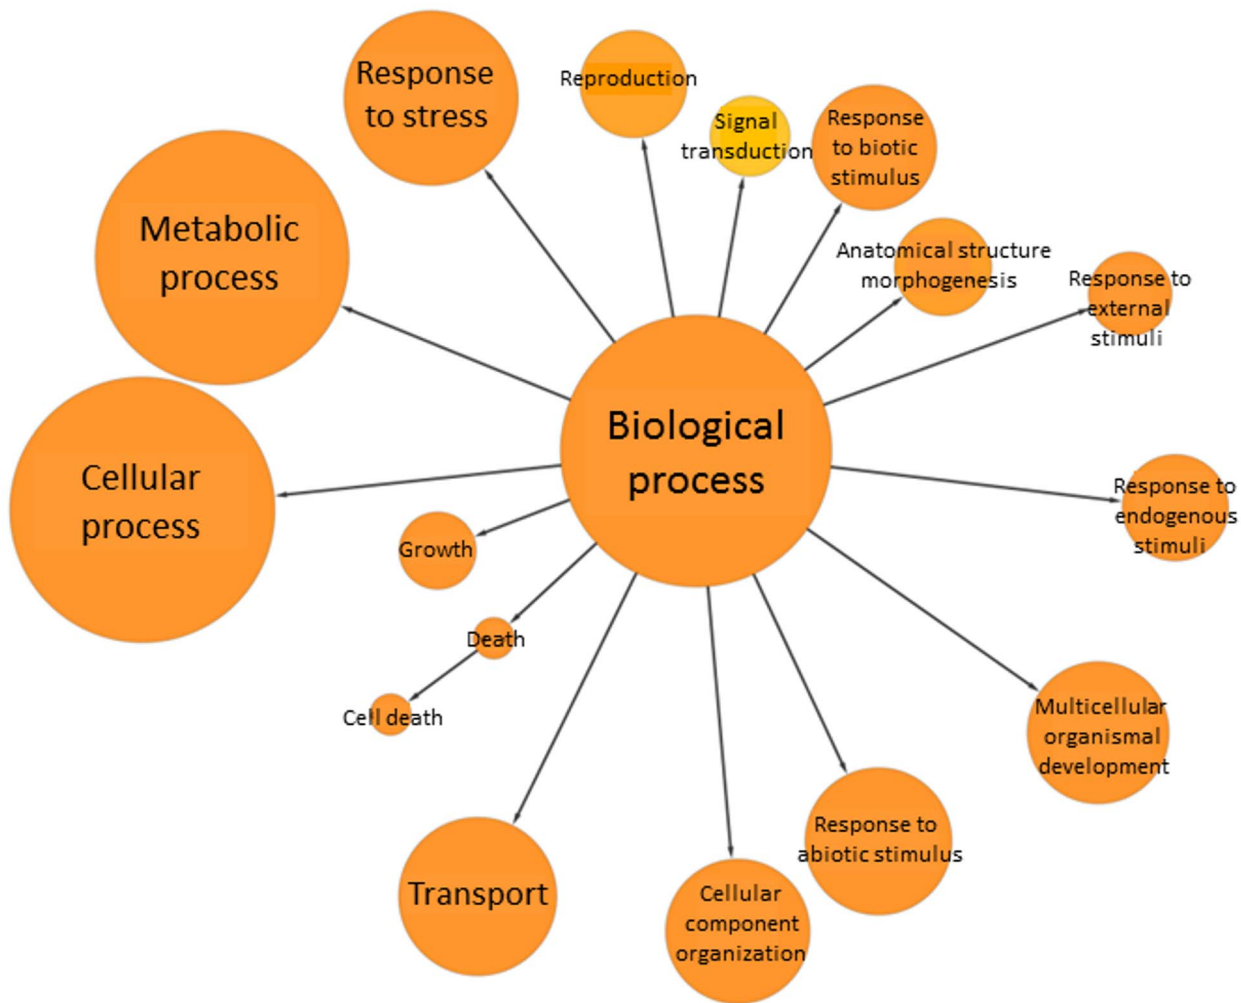 Response
to stress
Reproduction
Signal
transduction
Response
to biotic
stimulus
Metabolic
process
Anatomical structure
morphogenesis
Response to
external
stimuli
Biological
process
Cellular
process
Response to
endogenous
stimuli
Growth
Death
Cell death
Multicellular
organismal
development
Response to
abiotic stimulus
Transport
Cellular
component
organization